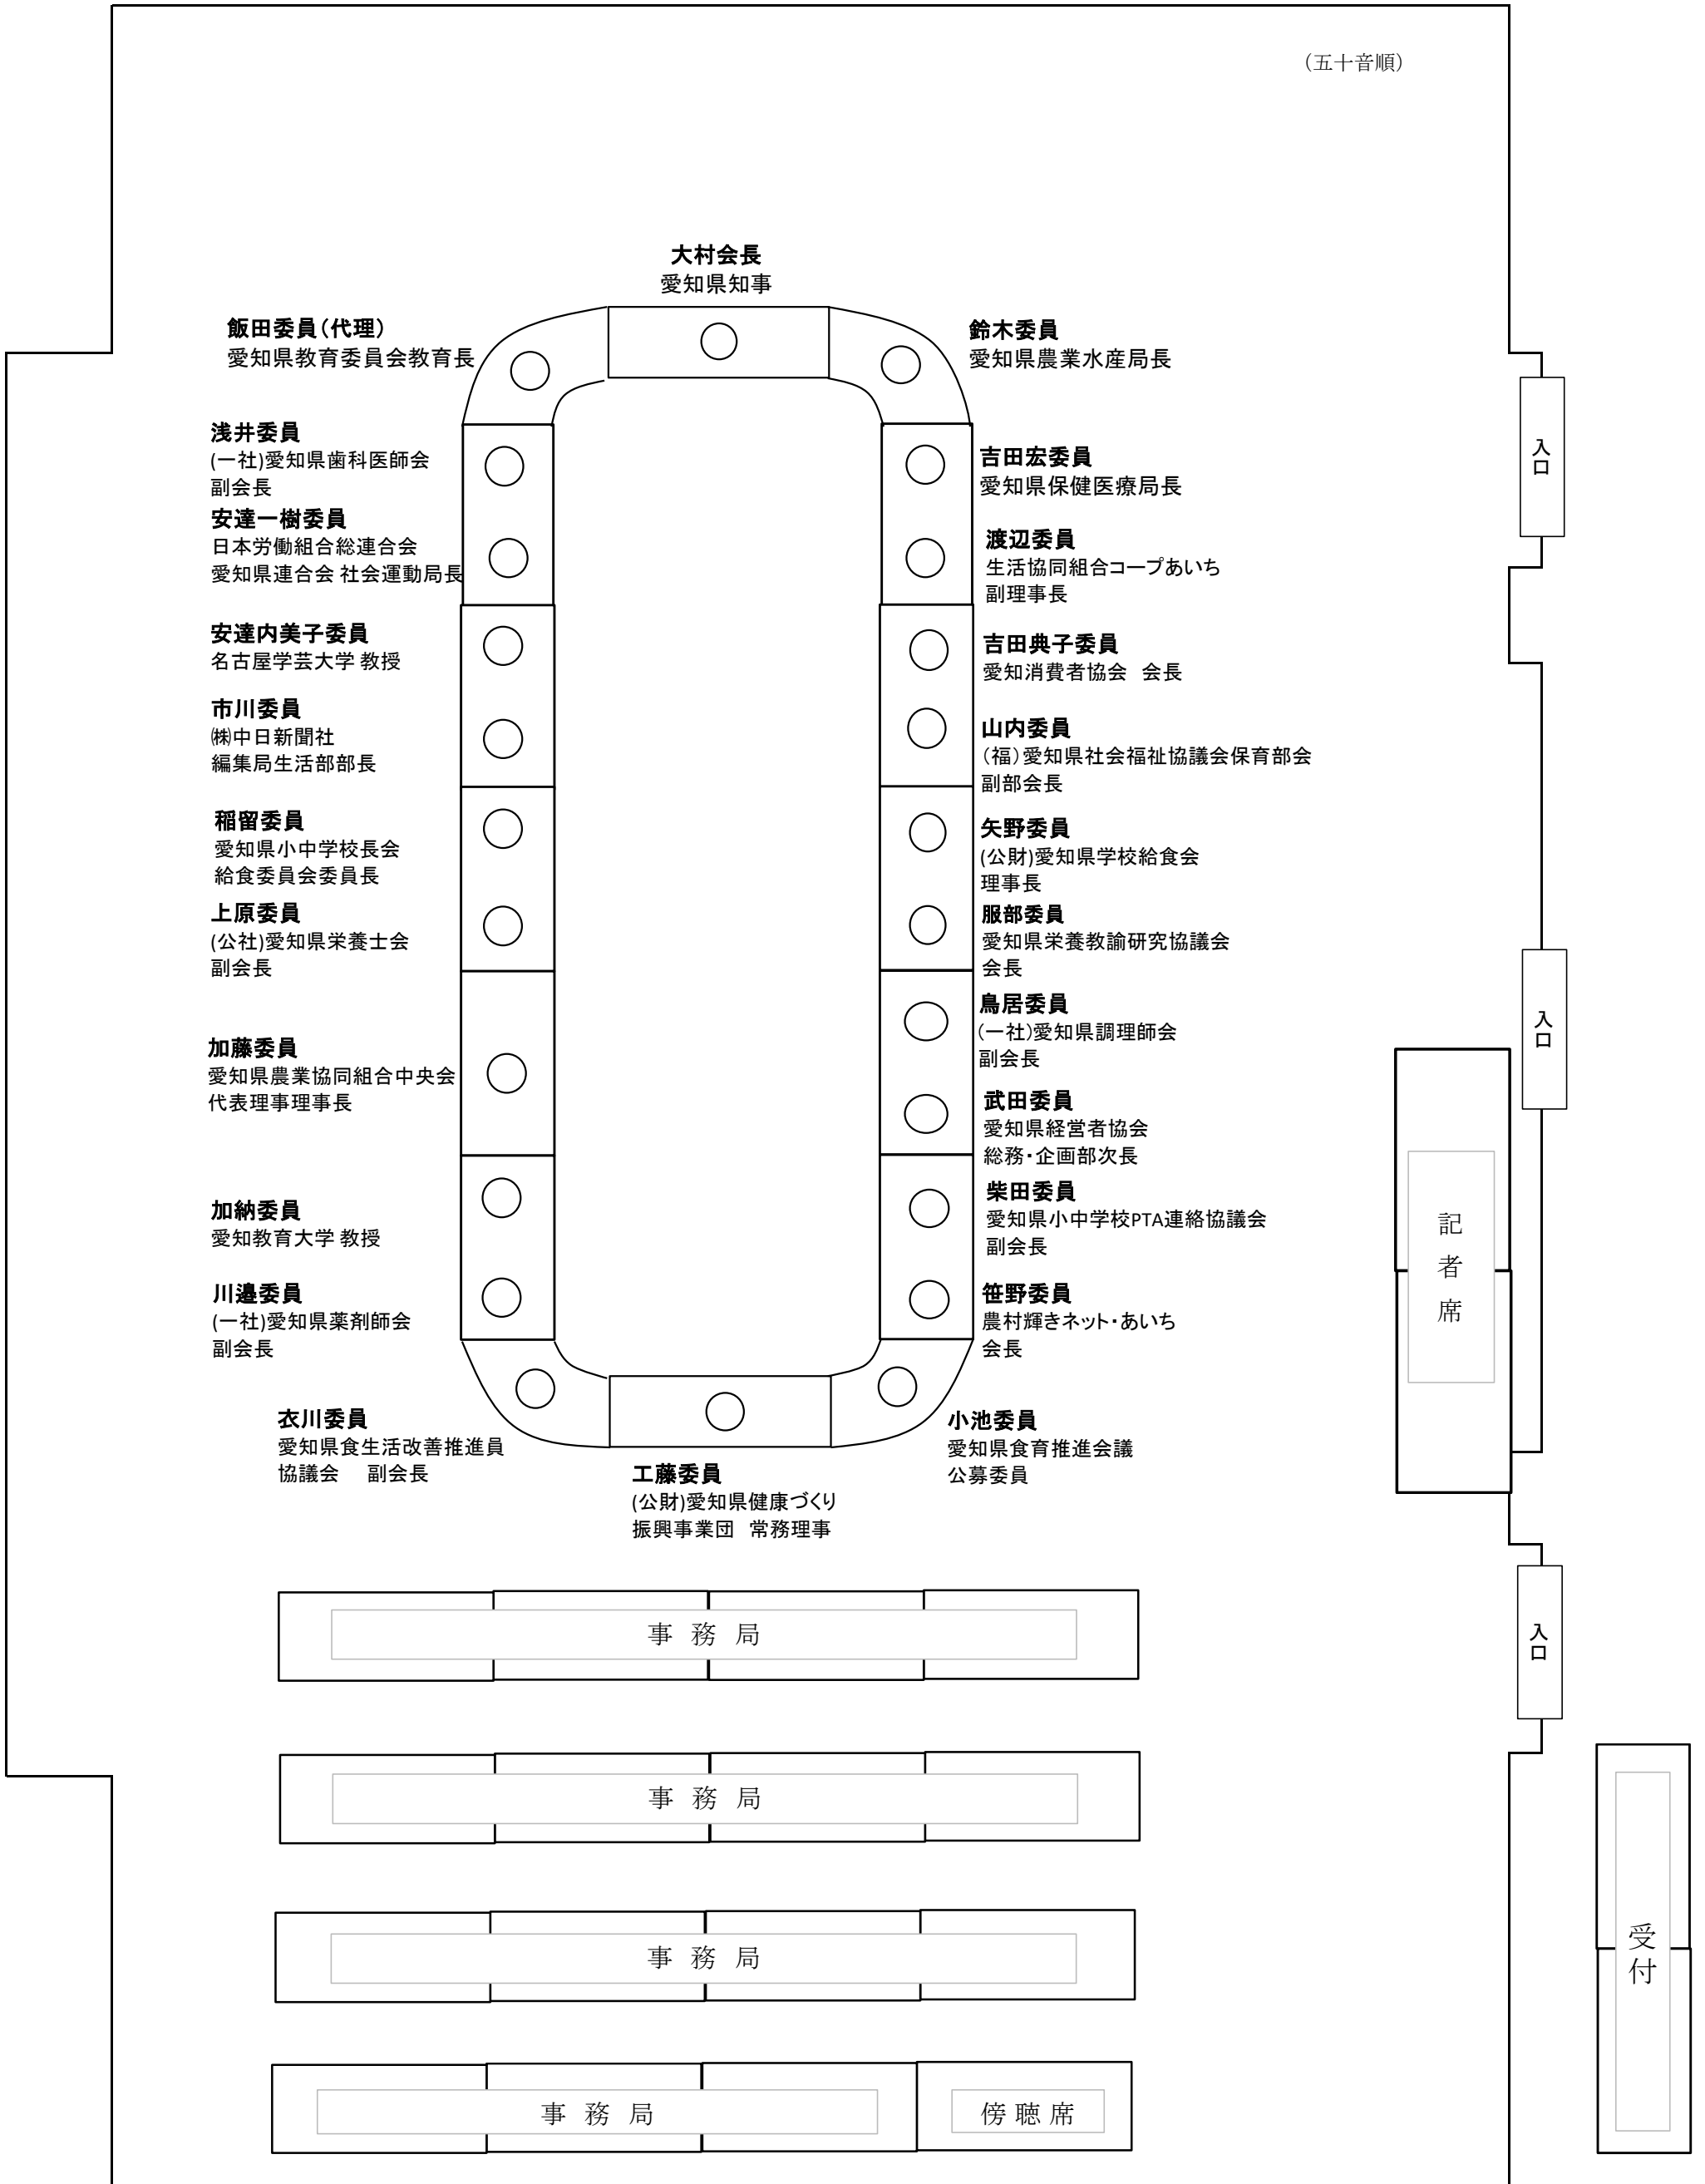 （五十音順）
大村会長
愛知県知事
飯田委員（代理）
愛知県教育委員会教育長
浅井委員
(一社)愛知県歯科医師会
副会長
安達一樹委員
日本労働組合総連合会
愛知県連合会 社会運動局長
安達内美子委員
名古屋学芸大学 教授
市川委員
㈱中日新聞社
編集局生活部部長
稲留委員
愛知県小中学校長会
給食委員会委員長
上原委員
(公社)愛知県栄養士会
副会長
加藤委員
愛知県農業協同組合中央会
代表理事理事長
加納委員
愛知教育大学 教授
川邉委員
(一社)愛知県薬剤師会
副会長
衣川委員
愛知県食生活改善推進員
協議会　副会長
工藤委員
(公財)愛知県健康づくり
振興事業団　常務理事
鈴木委員
愛知県農業水産局長
吉田宏委員
愛知県保健医療局長
渡辺委員
生活協同組合コープあいち
副理事長
吉田典子委員
愛知消費者協会　会長
山内委員
（福）愛知県社会福祉協議会保育部会
副部会長
矢野委員
(公財)愛知県学校給食会
理事長
服部委員
愛知県栄養教諭研究協議会
会長
鳥居委員
（一社）愛知県調理師会
副会長
武田委員
愛知県経営者協会
総務・企画部次長
柴田委員
愛知県小中学校PTA連絡協議会
副会長
笹野委員
農村輝きネット・あいち
会長
小池委員
愛知県食育推進会議
公募委員
入口
入口
記者席
入口
事務局
事務局
事務局
事務局
傍聴席
受付